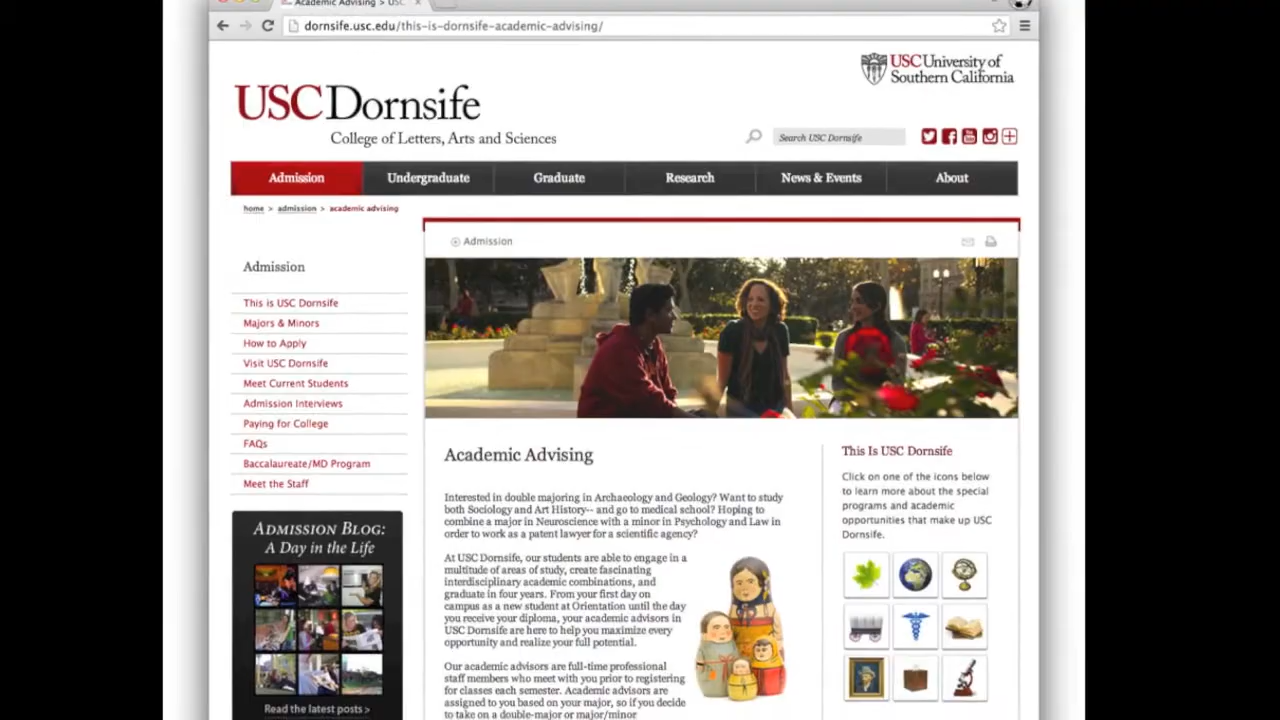 Academic Advising > USC
dornsife.usc.edu/this-is-dornsife-academic-advising/
USC University of
Southern California
USC Dornsife
College of Letters, Arts and Sciences
Search USC Dornsife
Admission Undergraduate Graduate Research News & Events About
home > admission > academic advising
Admission
Admission
This is USC Dornsife
Majors & Minors
How to Apply
Visit USC Dornsife
Meet Current Students
Admission Interviews
Paying for College
FAQs
Baccalaureate/MD Program
Meet the Staff
ADMISSION BLOG:
A Day in the Life
Read the latest posts >
Academic Advising
Interested in double majoring in Archaeology and Geology? Want to study
both Sociology and Art History-- and go to medical school? Hoping to
combine a major in Neuroscience with a minor in Psychology and Law in
order to work as a patent lawyer for a scientific agency?
At USC Dornsife, our students are able to engage in a
multitude of areas of study, create fascinating
interdisciplinary academic combinations, and
graduate in four years. From your first day on
campus as a new student at Orientation until the day
you receive your diploma, your academic advisors in
USC Dornsife are here to help you maximize every
opportunity and realize your full potential.
Our academic advisors are full-time professional
staff members who meet with you prior to registering
for classes each semester. Academic advisors are
assigned to you based on your major, so if you decide
to take on a double-major or major/minor
This Is USC Dornsife
Click on one of the icons below
to learn more about the special
programs and academic
opportunities that make up USC
Dornsife.